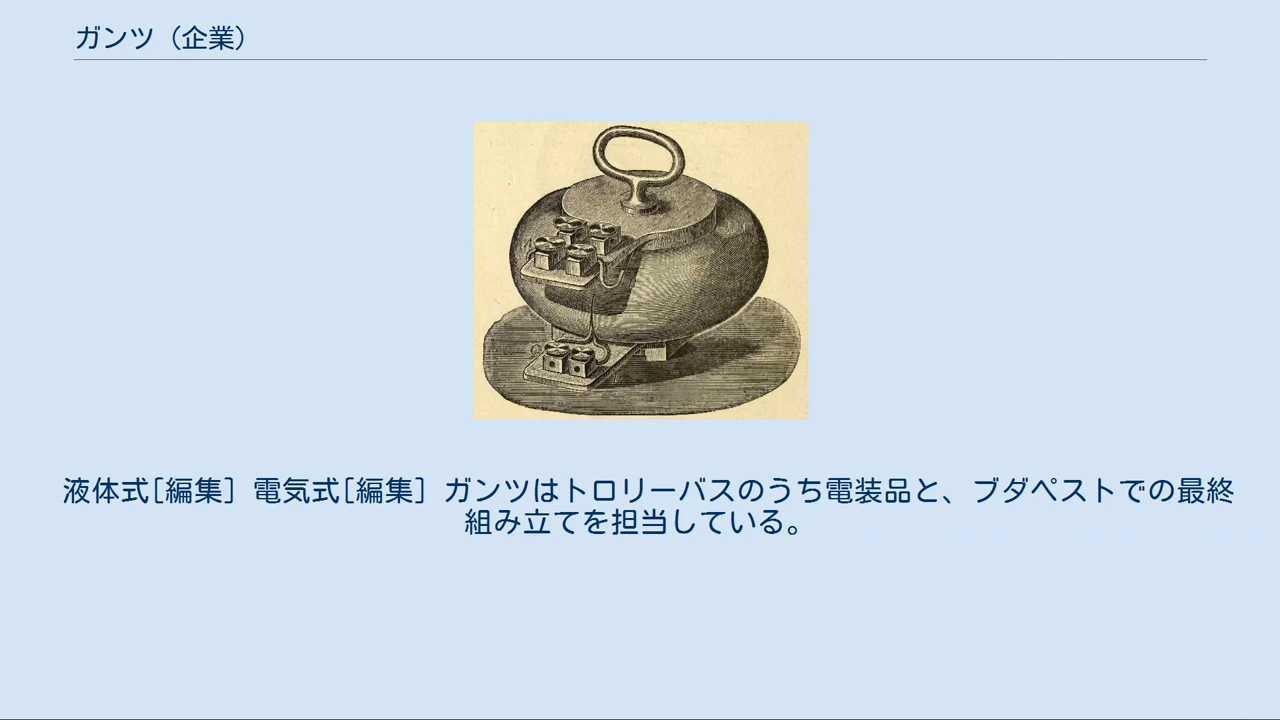 ガンツ（企業）
液体式[編集] 電気式[編集] ガンツはトロリーバスのうち電装品と、ブダペストでの最終
組み立てを担当している。